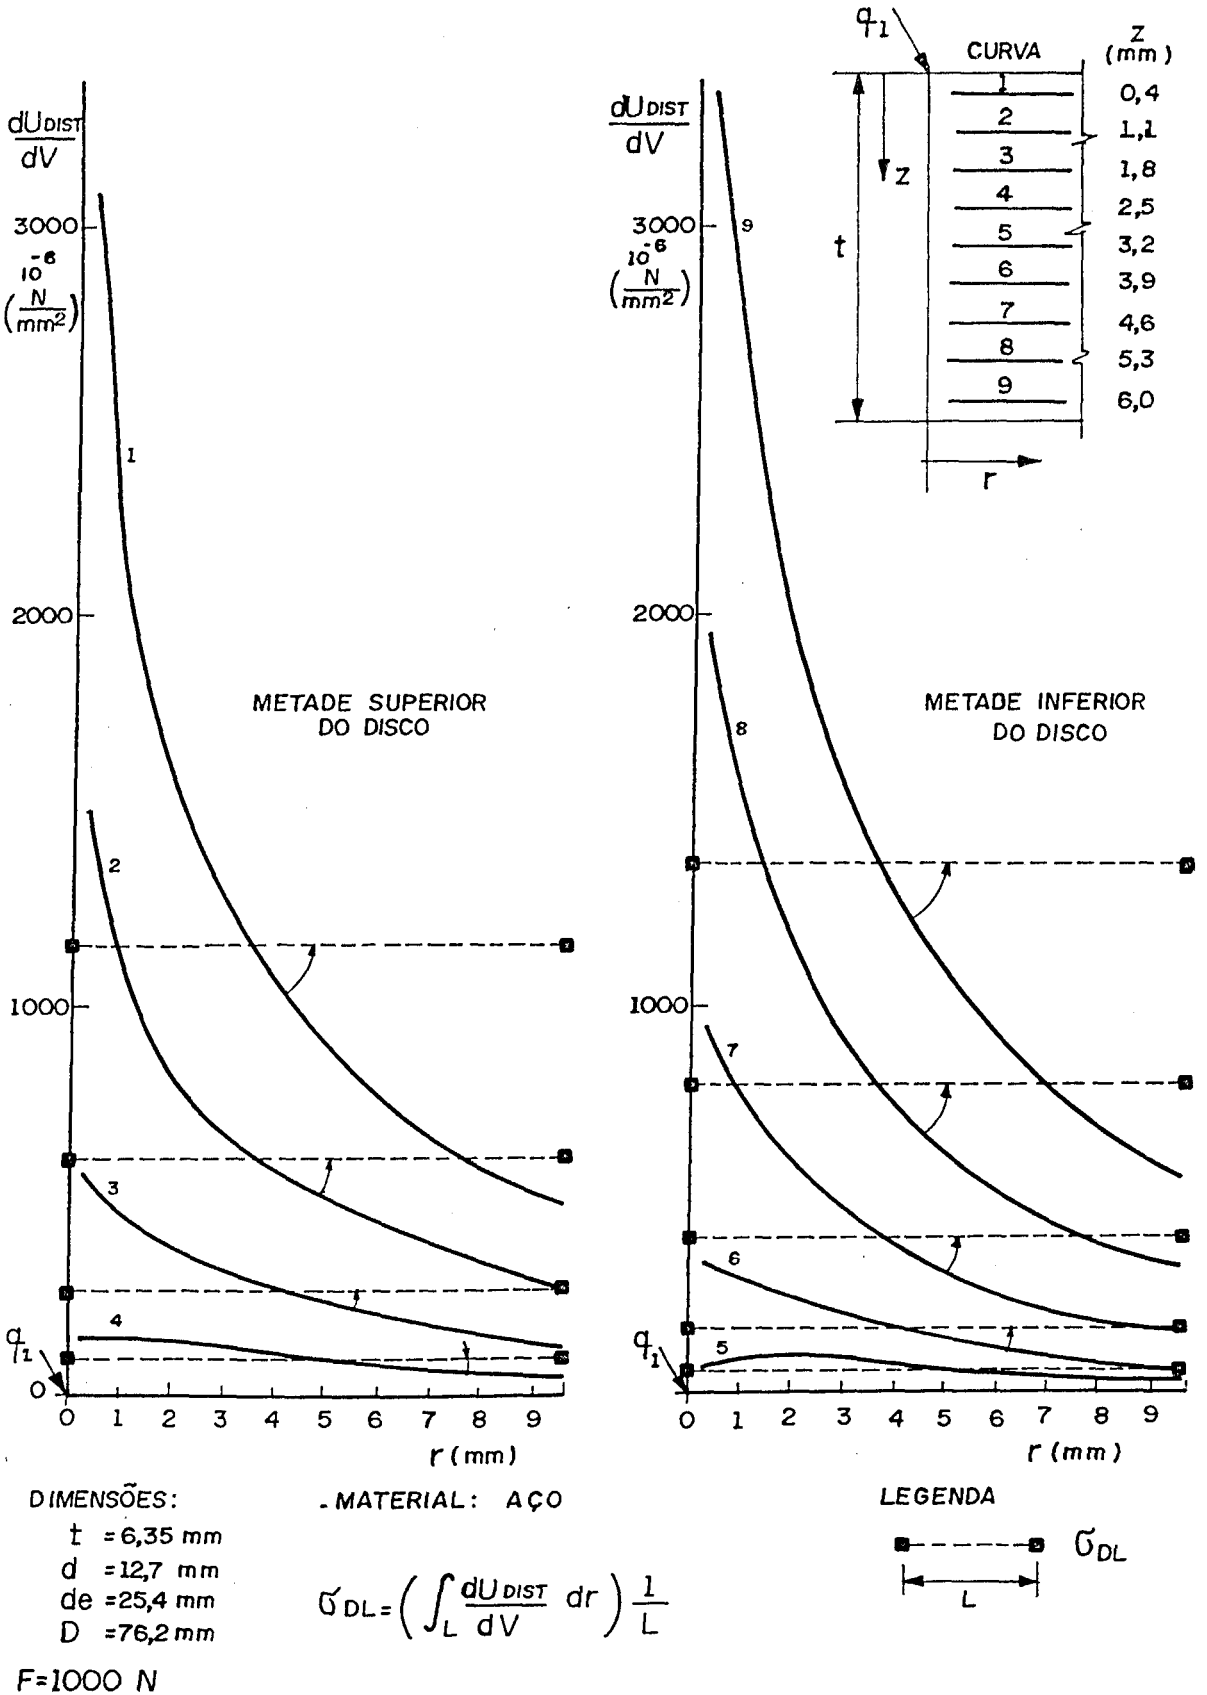 q1
CURVA
z
(mm)
1
0,4
2
1,1
3
1,8
4
2,5
5
3,2
6
3,9
7
4,6
8
5,3
9
6,0
t
z
r
dUDIST
dV
3000
10-6
(N
mm2)
2000
1000
0
q1
1
2
3
4
METADE SUPERIOR
DO DISCO
0 1 2 3 4 5 6 7 8 9
r (mm)
dUDIST
dV
3000
10-6
(N
mm2)
2000
1000
q1
9
8
7
6
5
METADE INFERIOR
DO DISCO
0 1 2 3 4 5 6 7 8 9
r (mm)
DIMENSÕES:
t =6,35 mm
d =12,7 mm
de =25,4 mm
D =76,2 mm
F=1000 N
- MATERIAL: AÇO
σDL=(∫L dUDIST/dV dr) 1/L
LEGENDA
σDL
L